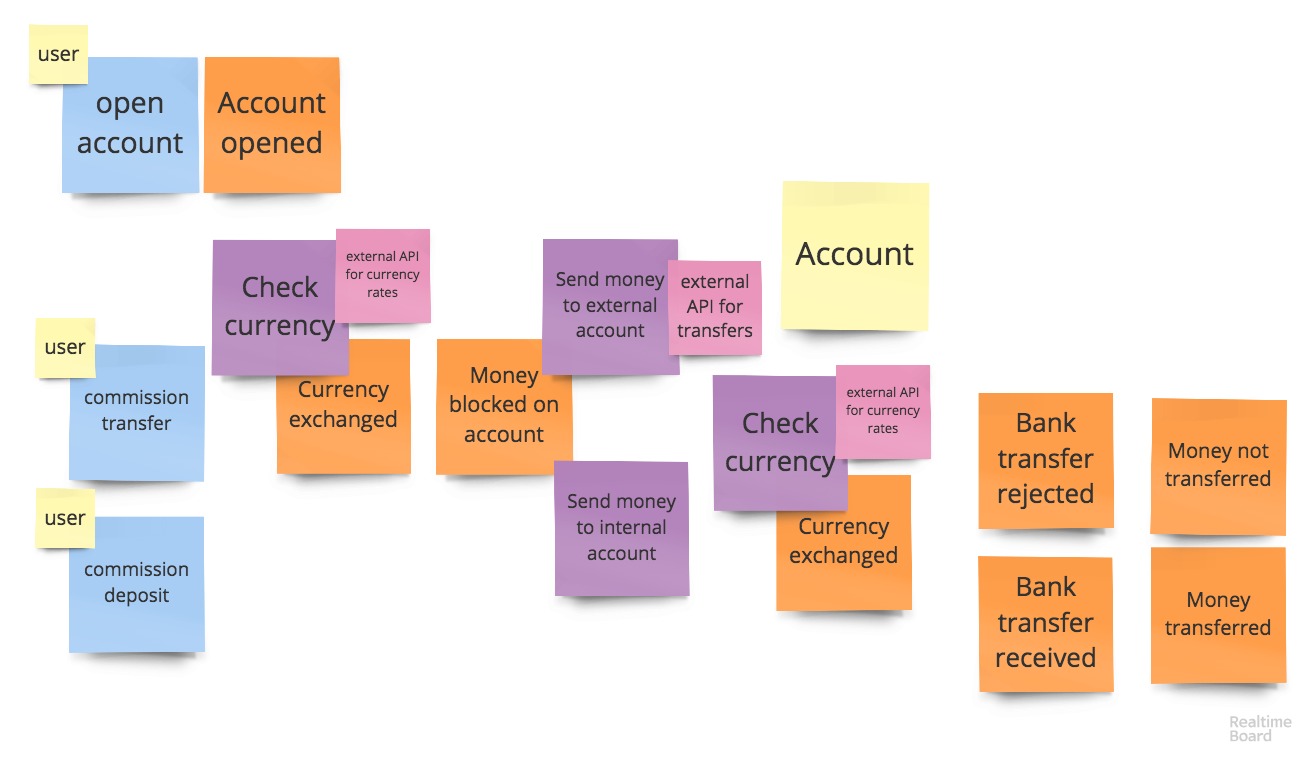 user
open
account
Account
opened
Account
Check
currency
external API
for currency
rates
Send money
to external
account
external
API for
transfers
user
commission
transfer
Currency
exchanged
Money
blocked on
account
Check
currency
external API
for currency
rates
Bank
transfer
rejected
Money not
transferred
user
commission
deposit
Send money
to internal
account
Currency
exchanged
Bank
transfer
received
Money
transferred
Realtime
Board